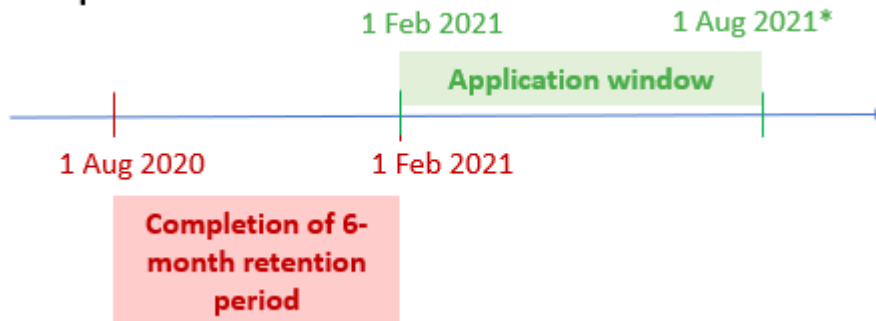 1 Feb 2021
1 Aug 2021*
Application window
1 Aug 2020
1 Feb 2021
Completion of 6-
month retention
period